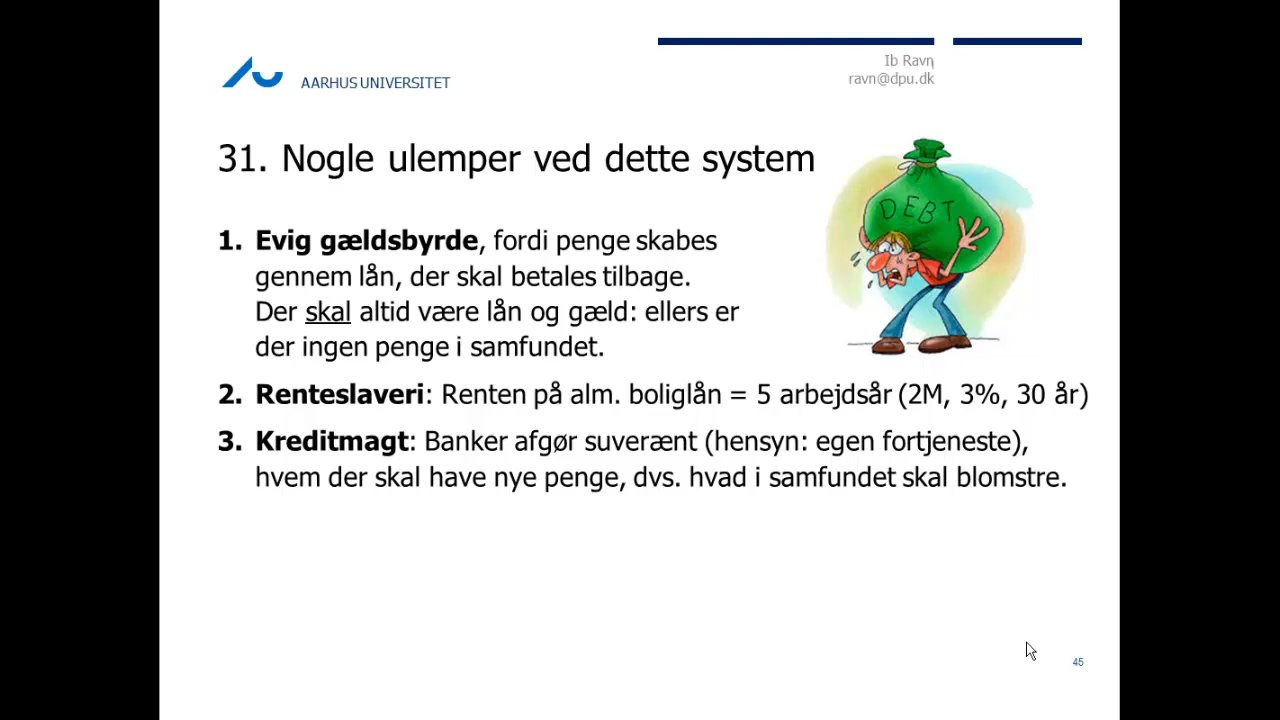 AARHUS UNIVERSITET
Ib Ravn
ravn@dpu.dk
31. Nogle ulemper ved dette system
DEBT
1. Evig gældsbyrde, fordi penge skabes
gennem lån, der skal betales tilbage.
Der skal altid være lån og gæld: ellers er
der ingen penge i samfundet.
2. Renteslaveri: Renten på alm. boliglån = 5 arbejdsår (2M, 3%, 30 år)
3. Kreditmagt: Banker afgør suverænt (hensyn: egen fortjeneste),
hvem der skal have nye penge, dvs. hvad i samfundet skal blomstre.
45